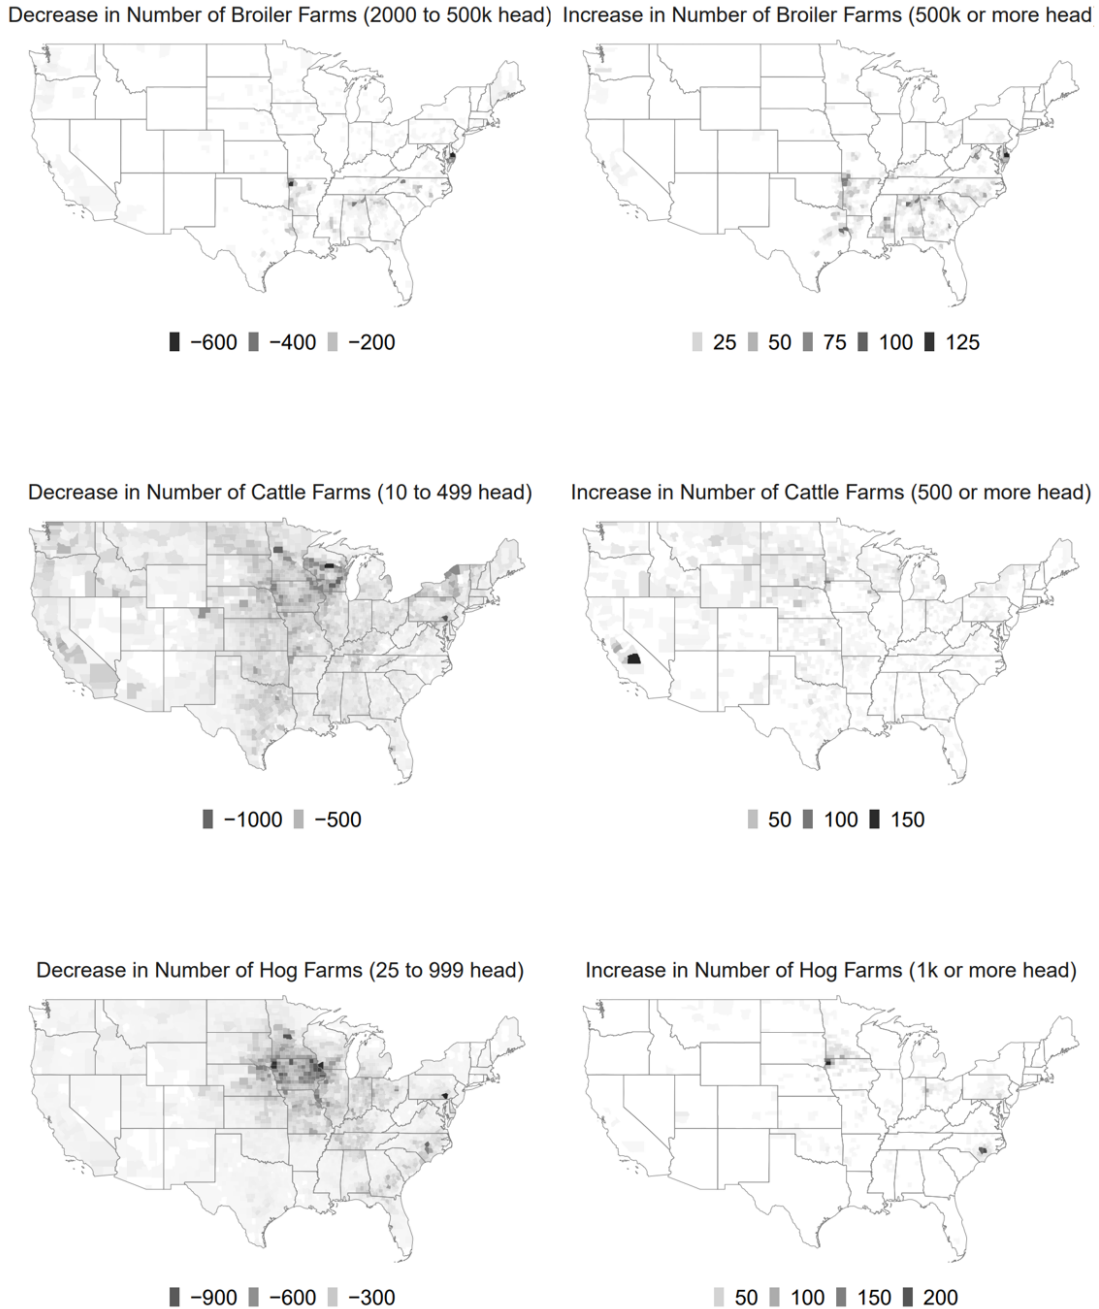 Decrease in Number of Broiler Farms (2000 to 500k head)
Increase in Number of Broiler Farms (500k or more head)
−600 −400 −200
25 50 75 100 125
Decrease in Number of Cattle Farms (10 to 499 head)
Increase in Number of Cattle Farms (500 or more head)
−1000 −500
50 100 150
Decrease in Number of Hog Farms (25 to 999 head)
Increase in Number of Hog Farms (1k or more head)
−900 −600 −300
50 100 150 200